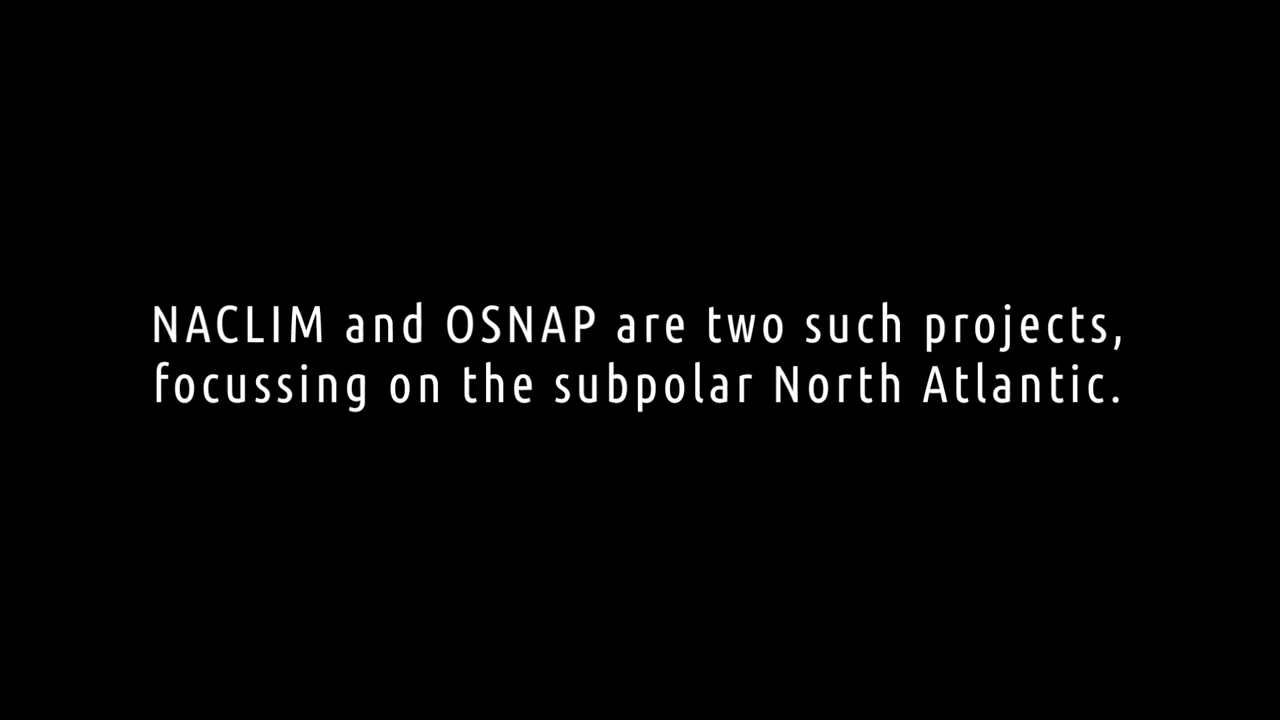 NACLIM and OSNAP are two such projects,
focussing on the subpolar North Atlantic.